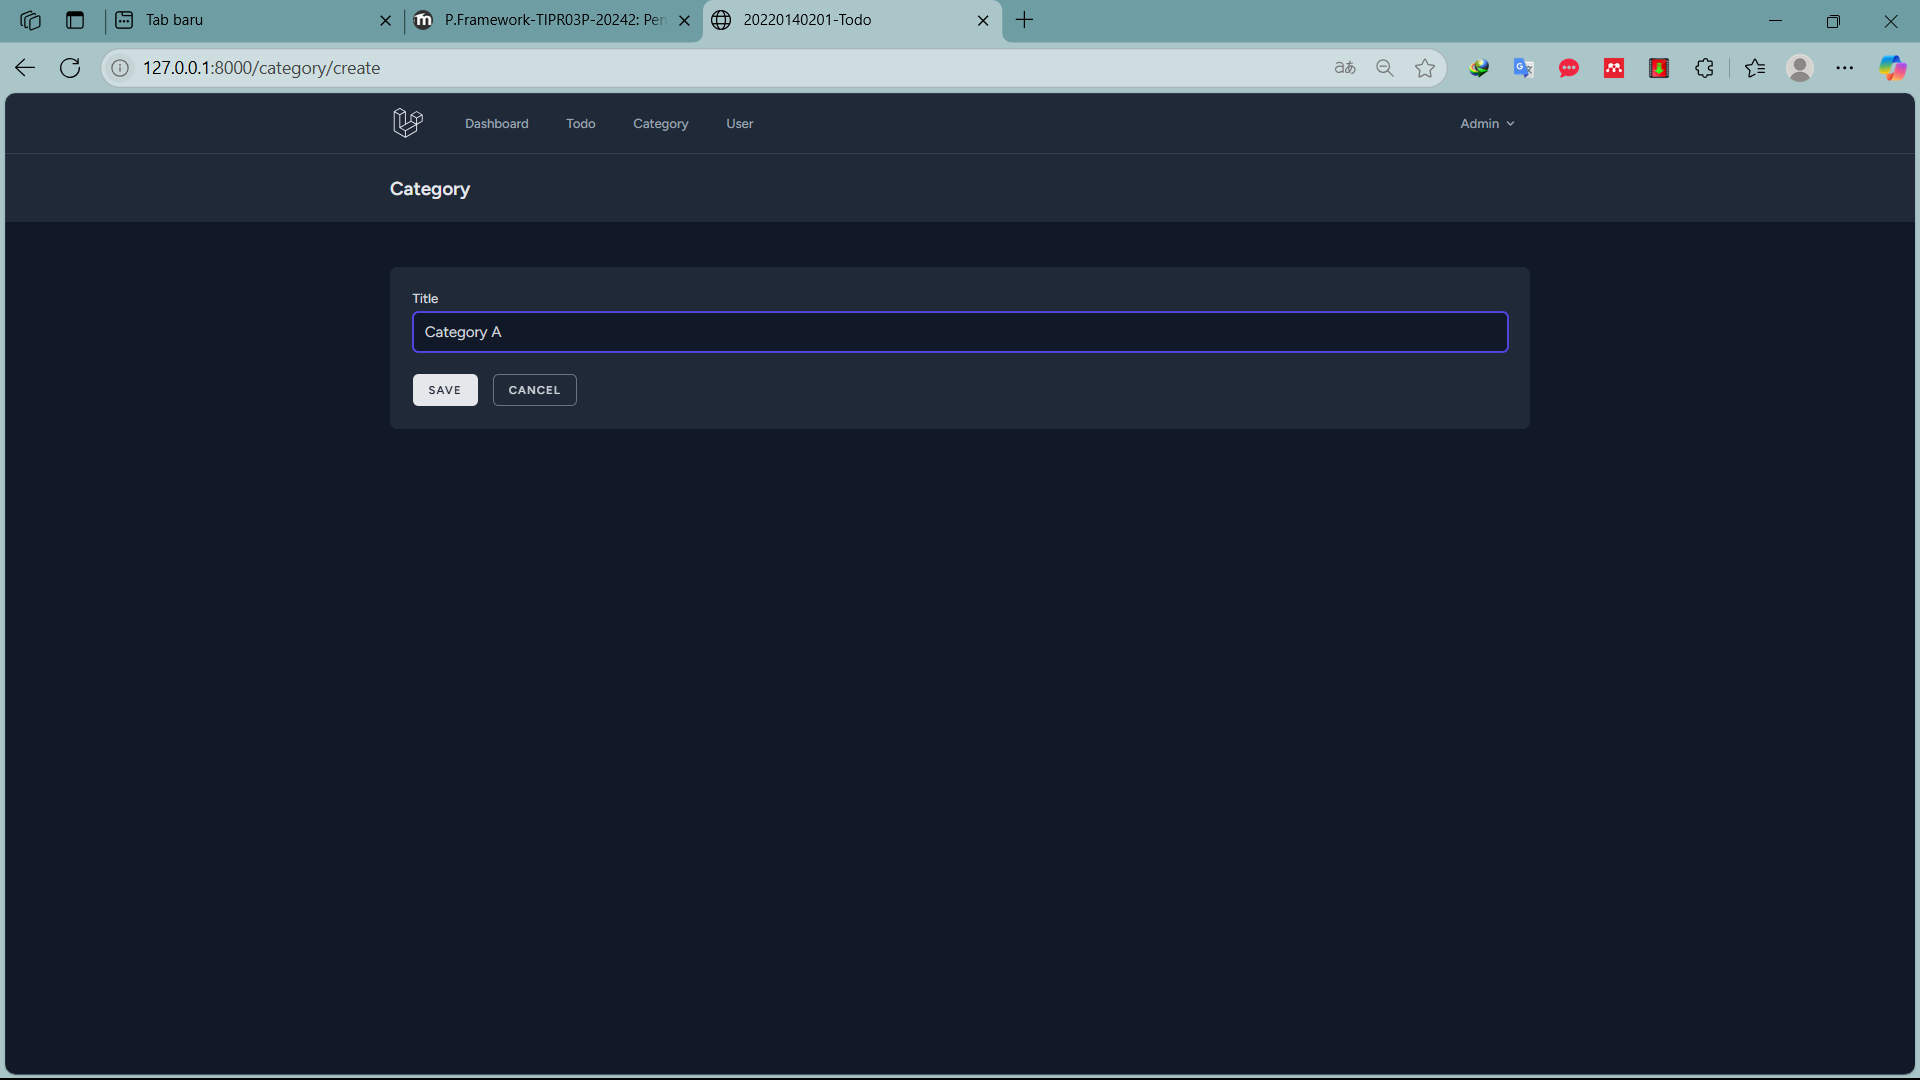 Tab baru
P.Framework-TIPR03P-20242: Pen
20220140201-Todo
127.0.0.1:8000/category/create
Dashboard
Todo
Category
User
Admin
Category
Title
Category A
SAVE
CANCEL